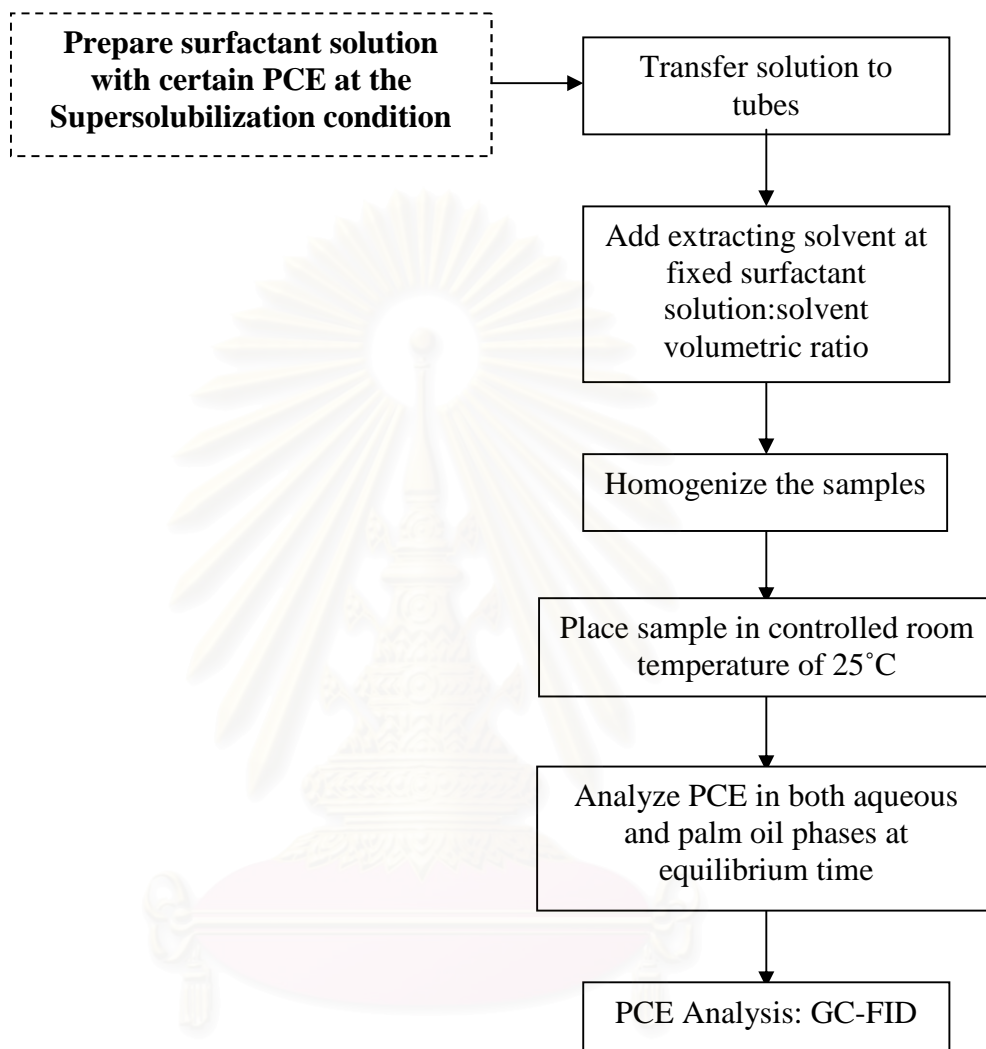 Prepare surfactant solution
with certain PCE at the
Supersolubilization condition
Transfer solution to
tubes
Add extracting solvent at
fixed surfactant
solution:solvent
volumetric ratio
Homogenize the samples
Place sample in controlled room
temperature of 25˚C
Analyze PCE in both aqueous
and palm oil phases at
equilibrium time
PCE Analysis: GC-FID